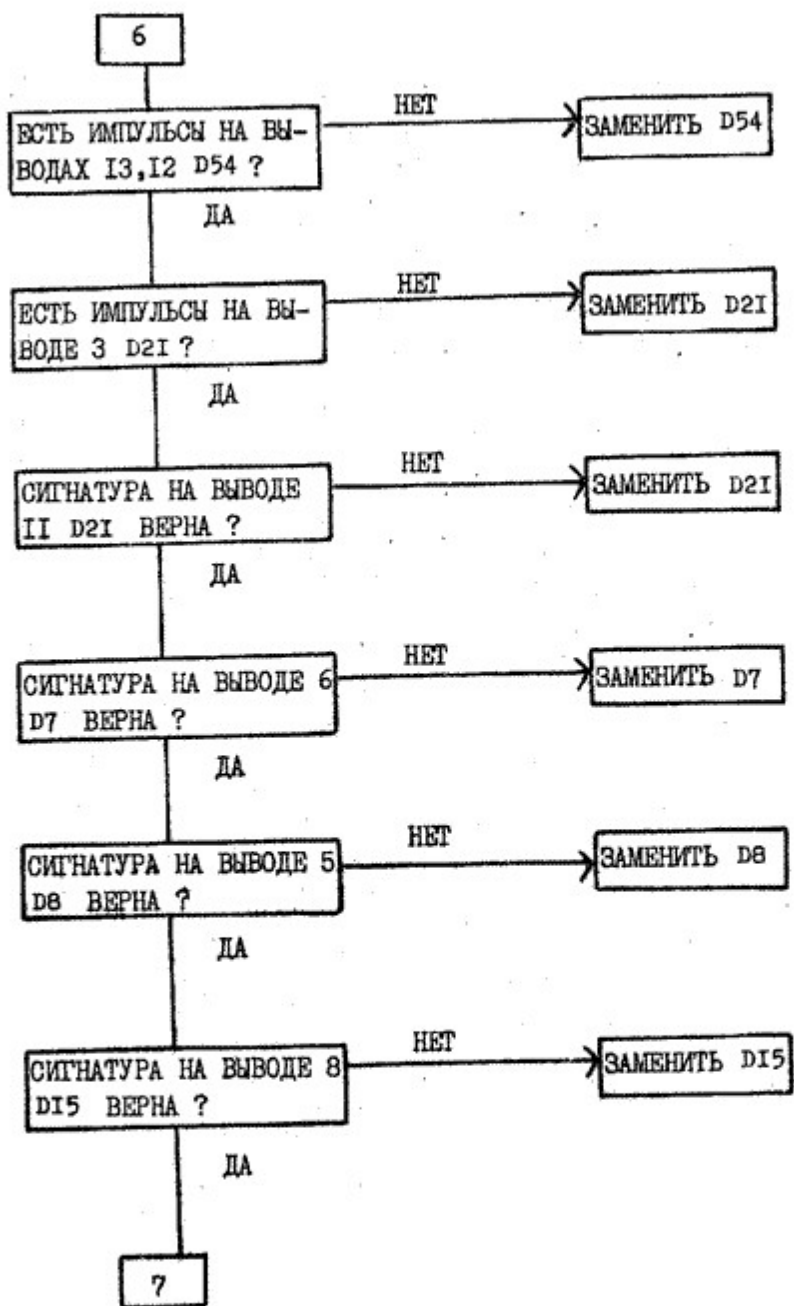 6
ЕСТЬ ИМПУЛЬСЫ НА ВЫ-
ВОДАХ I3,I2 D54 ?
НЕТ
ЗАМЕНИТЬ D54
ДА
ЕСТЬ ИМПУЛЬСЫ НА ВЫ-
ВОДЕ 3 D2I ?
НЕТ
ЗАМЕНИТЬ D2I
ДА
СИГНАТУРА НА ВЫВОДЕ
II D2I ВЕРНА ?
НЕТ
ЗАМЕНИТЬ D2I
ДА
СИГНАТУРА НА ВЫВОДЕ 6
D7 ВЕРНА ?
НЕТ
ЗАМЕНИТЬ D7
ДА
СИГНАТУРА НА ВЫВОДЕ 5
D8 ВЕРНА ?
НЕТ
ЗАМЕНИТЬ D8
ДА
СИГНАТУРА НА ВЫВОДЕ 8
DI5 ВЕРНА ?
НЕТ
ЗАМЕНИТЬ DI5
ДА
7